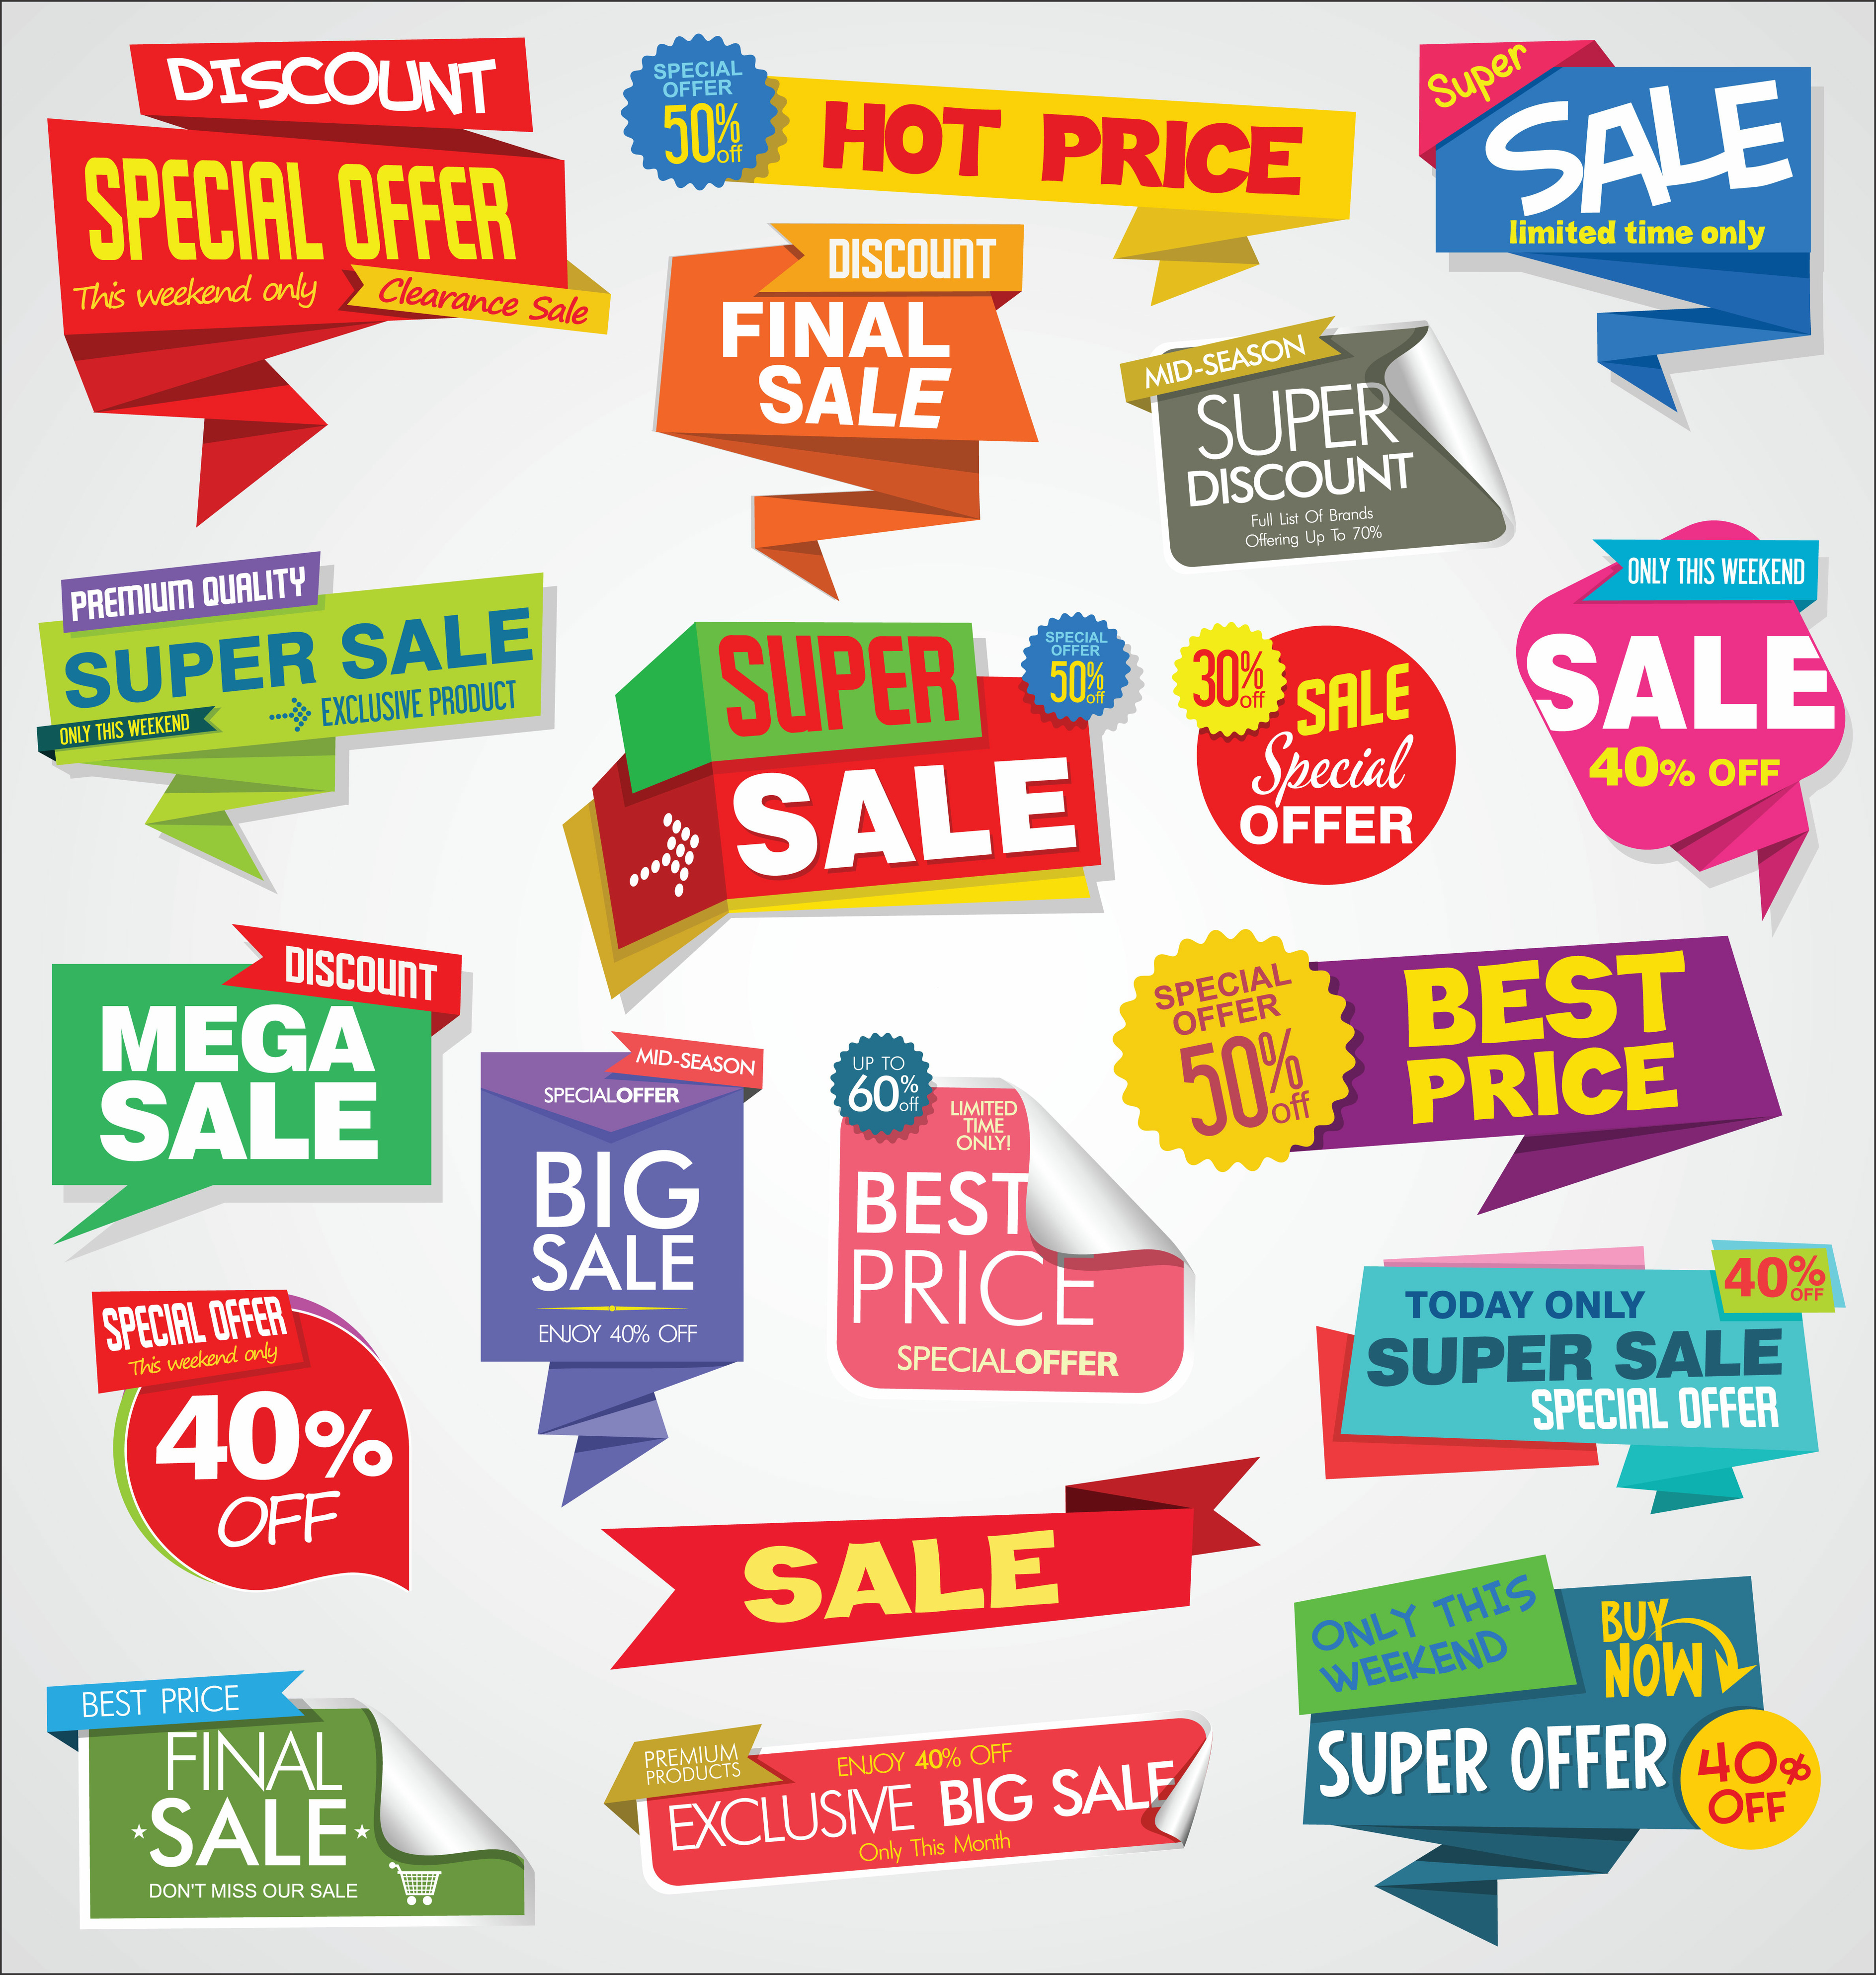 DISCOUNT
SPECIAL OFFER
This weekend only
Clearance Sale
SPECIAL
OFFER
50%
off
HOT PRICE
Super
SALE
limited time only
DISCOUNT
FINAL
SALE
MID-SEASON
SUPER
DISCOUNT
Full List Of Brands
Offering Up To 70%
PREMIUM QUALITY
SUPER SALE
EXCLUSIVE PRODUCT
ONLY THIS WEEKEND
SUPER
SALE
SPECIAL
OFFER
50%
off
30%
off
SALE
Special
OFFER
ONLY THIS WEEKEND
SALE
40% OFF
DISCOUNT
MEGA
SALE
MID-SEASON
SPECIALOFFER
BIG
SALE
ENJOY 40% OFF
UP TO
60%
off
LIMITED
TIME
ONLY!
BEST
PRICE
SPECIALOFFER
SPECIAL
OFFER
50%
off
BEST
PRICE
SPECIAL OFFER
This weekend only
40%
OFF
40%
OFF
TODAY ONLY
SUPER SALE
SPECIAL OFFER
SALE
ONLY THIS
WEEKEND
BUY
NOW
SUPER OFFER
40%
OFF
BEST PRICE
FINAL
SALE
DON'T MISS OUR SALE
PREMIUM
PRODUCTS
ENJOY 40% OFF
EXCLUSIVE BIG SALE
Only This Month